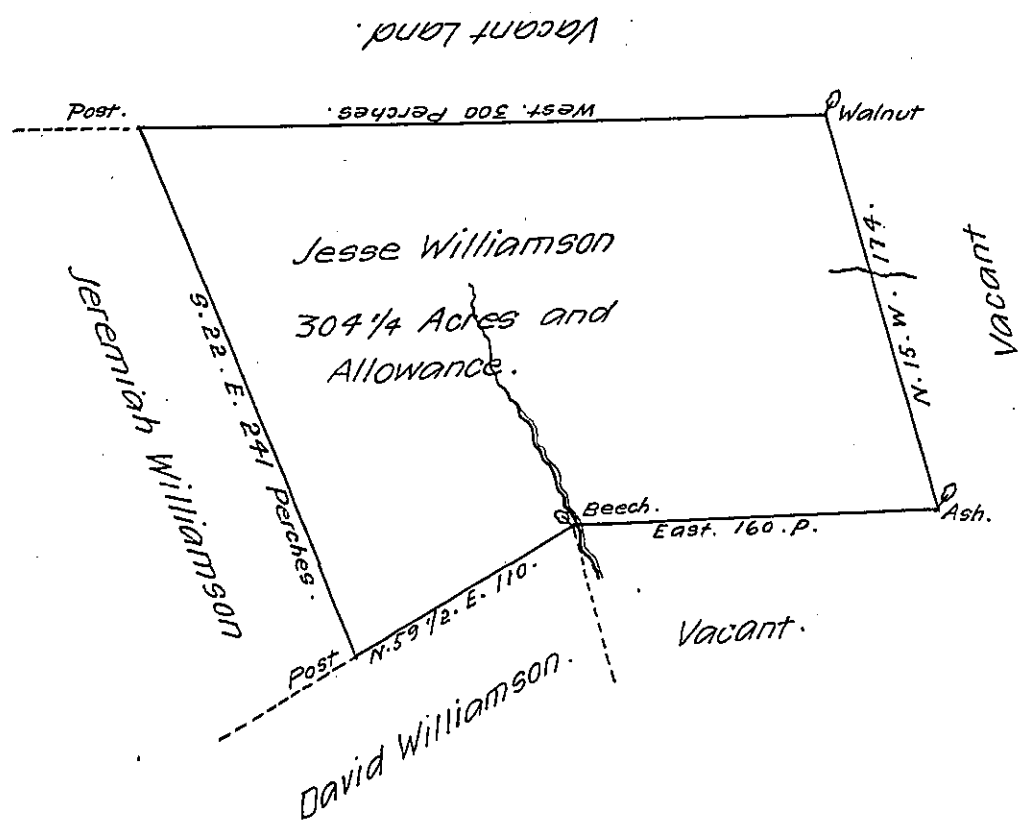 Vacant Land.
Post.
West. 300 Perches.
Walnut
Jesse Williamson
304 1/4 Acres and
Allowance.
Jeremiah Williamson
S. 22. E. 241 Perches.
N. 15. W. 174.
Vacant
Beech.
East. 160. P.
Ash.
Post
N. 59 1/2. E. 110.
Vacant.
David Williamson.